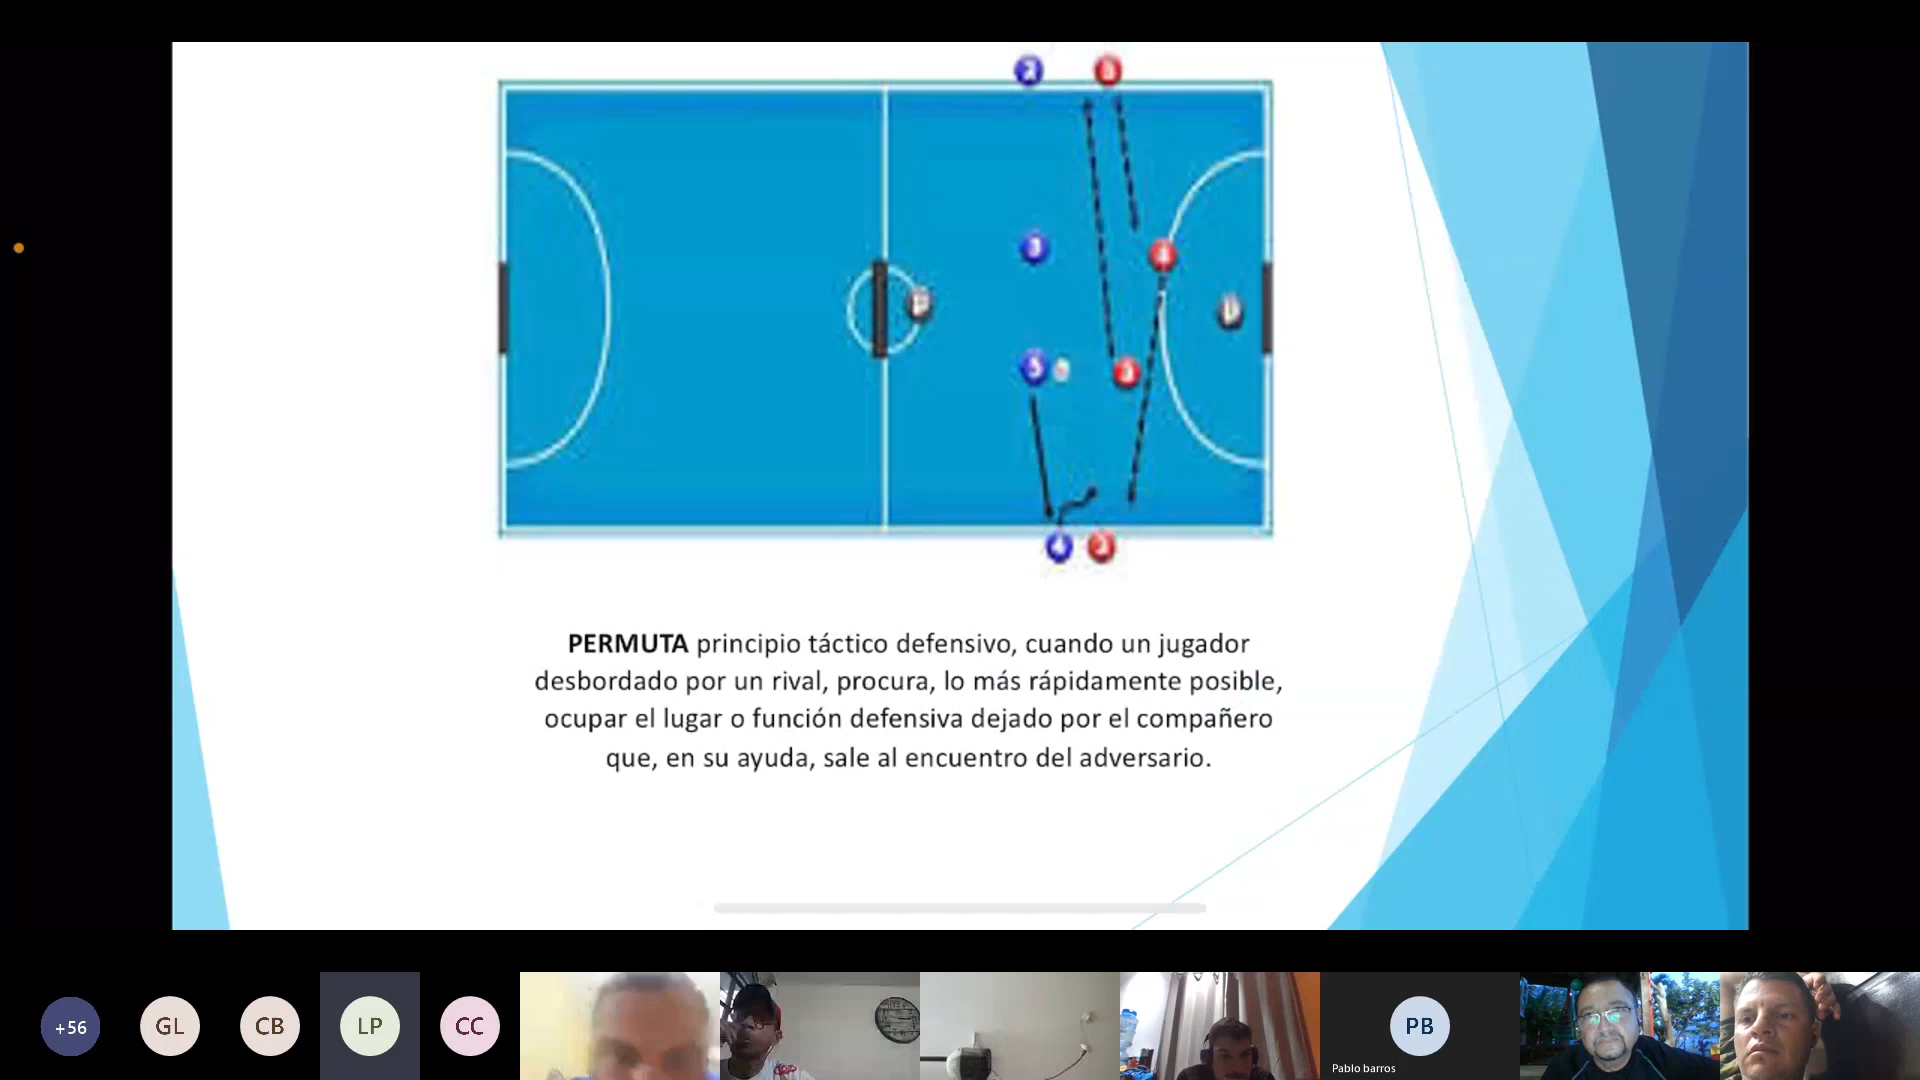 PERMUTA principio táctico defensivo, cuando un jugador
desbordado por un rival, procura, lo más rápidamente posible,
ocupar el lugar o función defensiva dejado por el compañero
que, en su ayuda, sale al encuentro del adversario.
+56
GL
CB
LP
CC
PB
Pablo barros